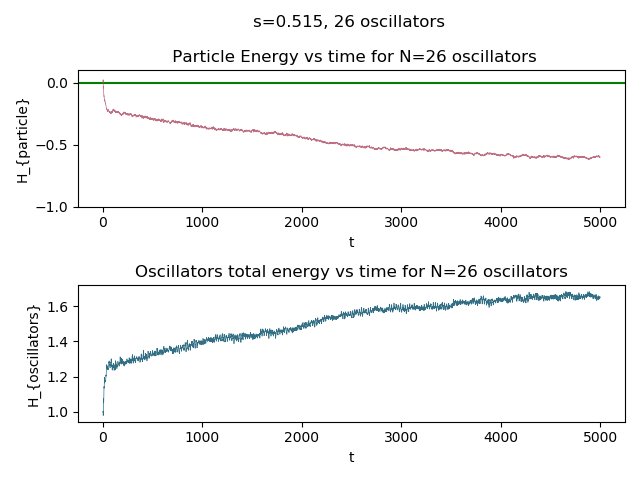 s=0.515, 26 oscillators
Particle Energy vs time for N=26 oscillators
0.0
−0.5
−1.0
H_{particle}
0 1000 2000 3000 4000 5000
t
Oscillators total energy vs time for N=26 oscillators
1.6
1.4
1.2
1.0
H_{oscillators}
0 1000 2000 3000 4000 5000
t